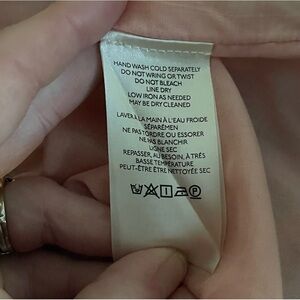 HAND WASH COLD SEPARATELY
DO NOT WRING OR TWIST
DO NOT BLEACH
LINE DRY
LOW IRON AS NEEDED
MAY BE DRY CLEANED
LAVER À LA MAIN À L'EAU FROIDE
SÉPARÉMEN
NE PAS TORDRE OU ESSORER
NE PAS BLANCHIR
LIGNE SEC
REPASSER, AU BESOIN, À TRÈS
BASSE TEMPÉRATURE
PEUT-ÊTRE ÊTRE NETTOYÉE SEC
P